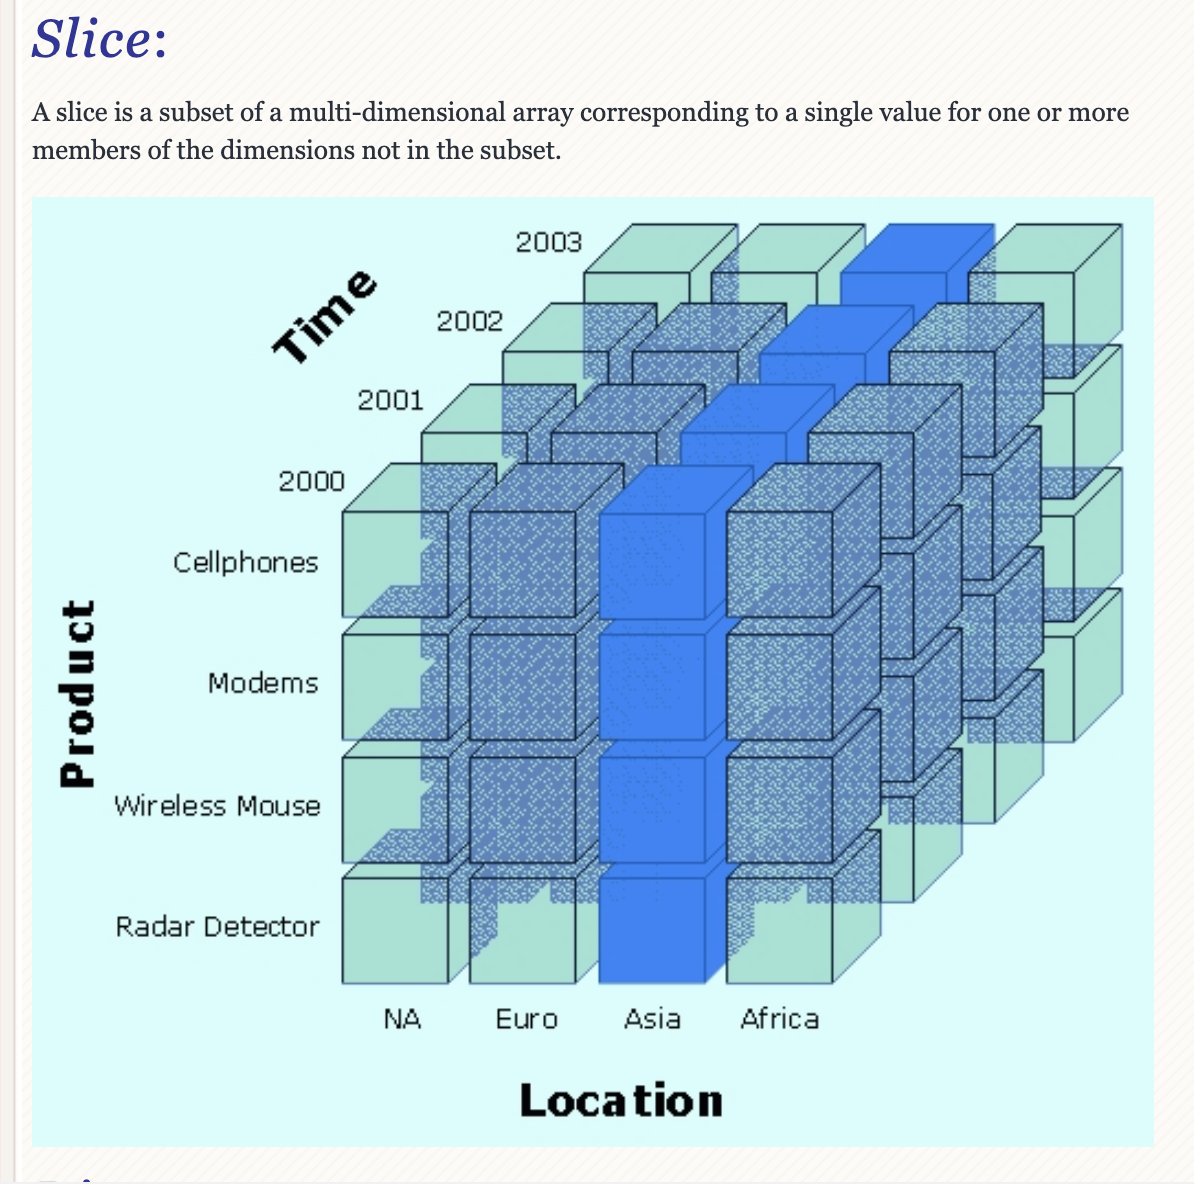 Slice:
A slice is a subset of a multi-dimensional array corresponding to a single value for one or more
members of the dimensions not in the subset.
2003
Time
2002
2001
2000
Cellphones
Product
Modems
Wireless Mouse
Radar Detector
NA Euro Asia Africa
Location